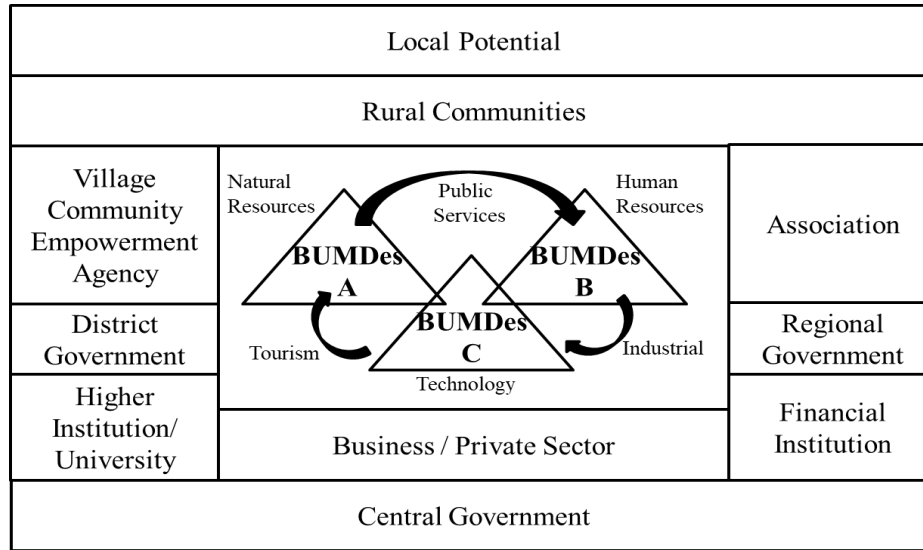 Local Potential
Rural Communities
Village
Community
Empowerment
Agency
District
Government
Higher
Institution/
University
Natural
Resources
Public
Services
Human
Resources
BUMDes
A
BUMDes
B
BUMDes
C
Tourism
Industrial
Technology
Business / Private Sector
Association
Regional
Government
Financial
Institution
Central Government